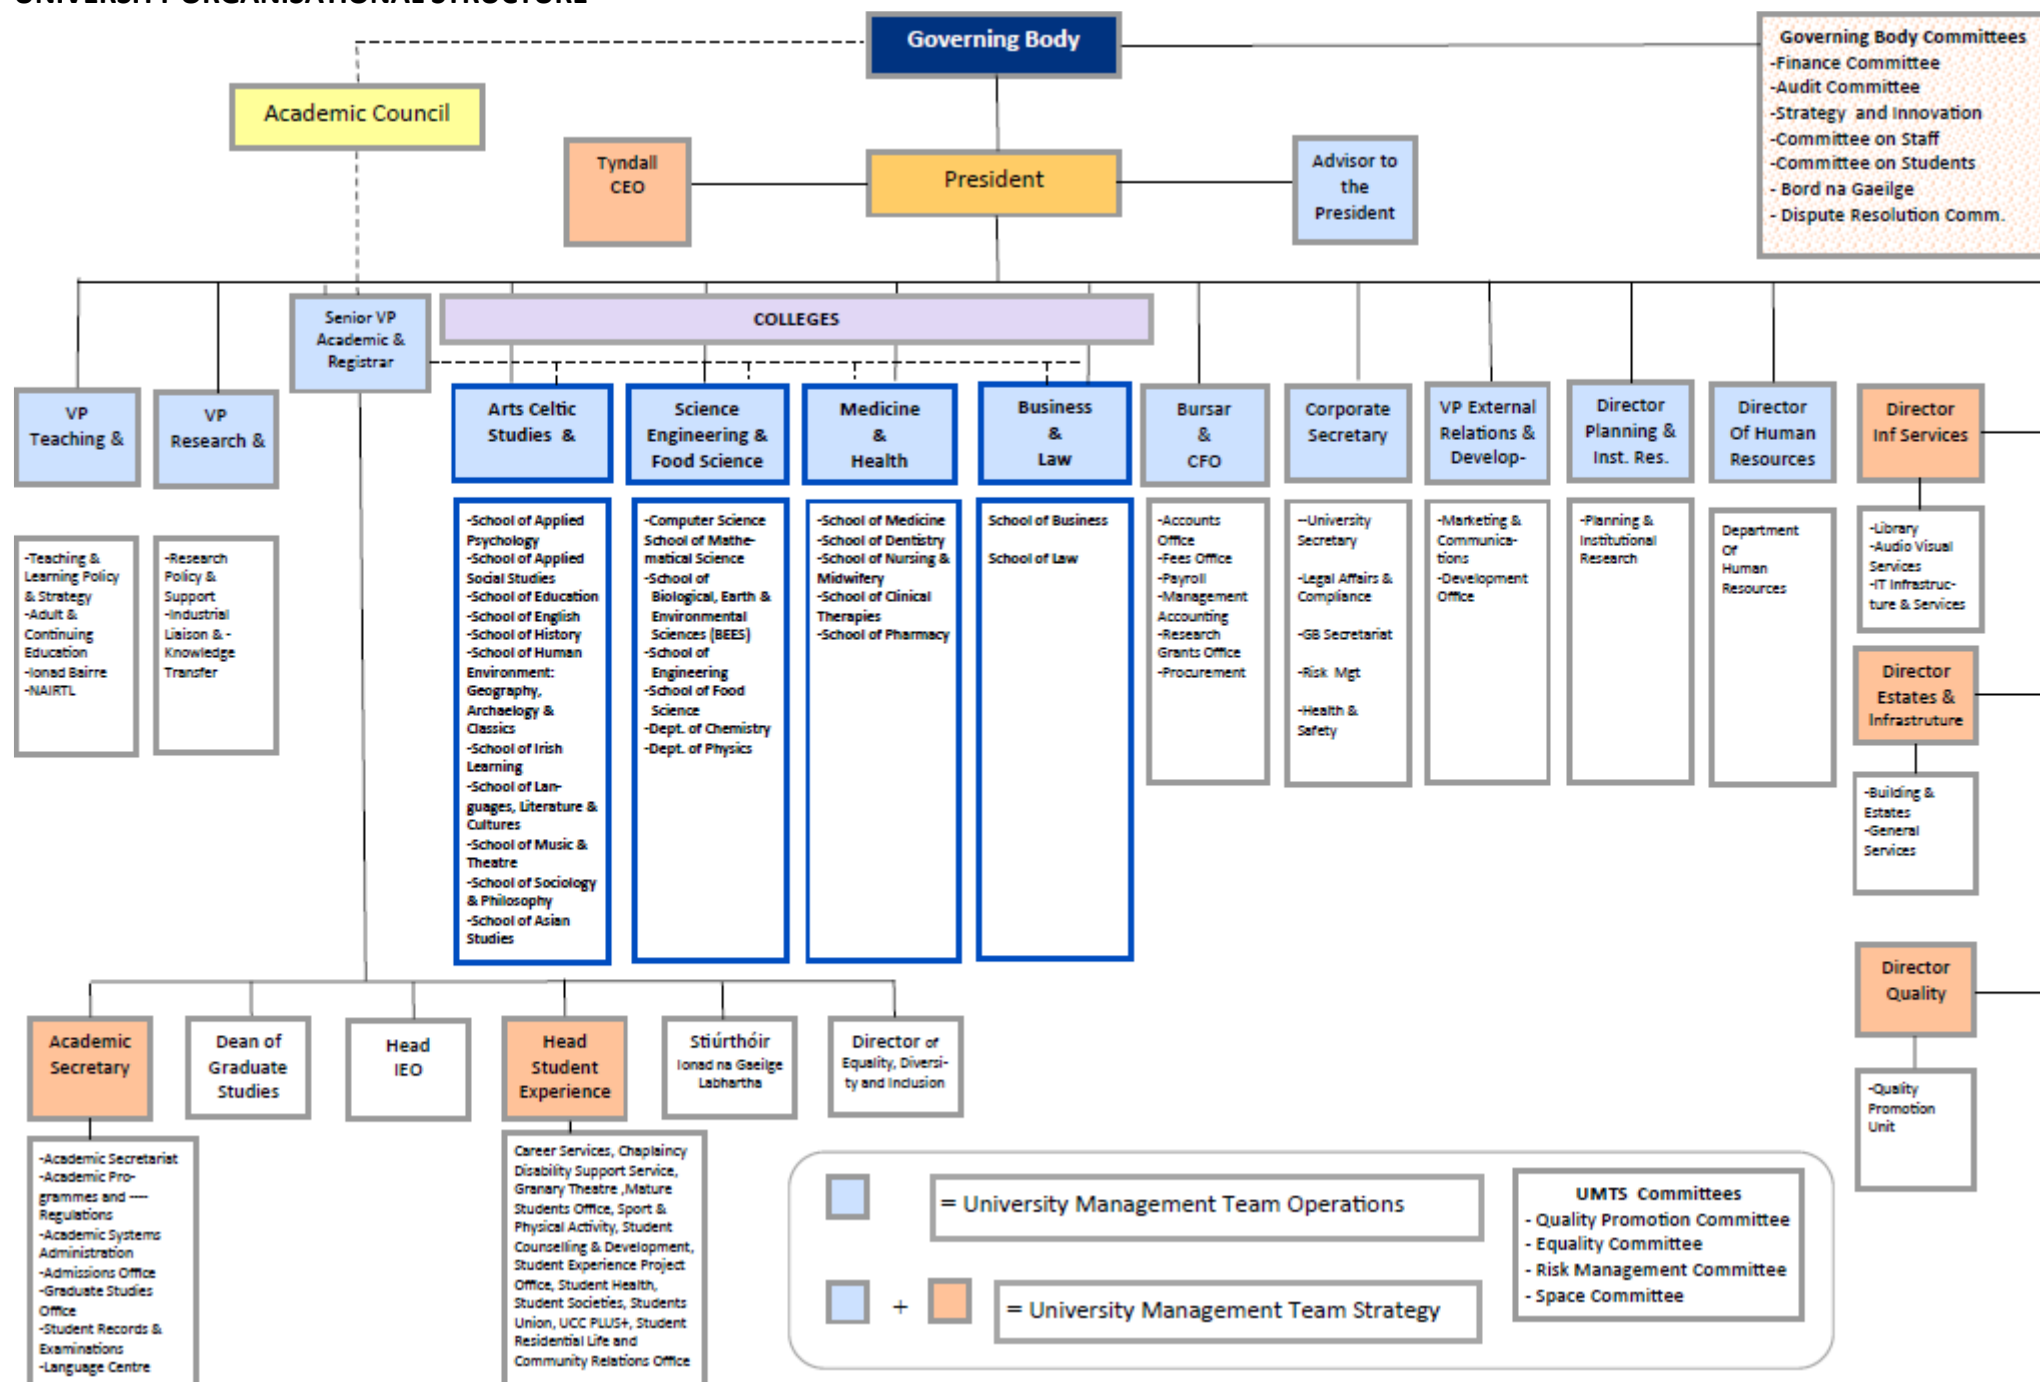 UNIVERSITY ORGANISATIONAL STRUCTURE
Governing Body
Governing Body Committees
-Finance Committee
-Audit Committee
-Strategy and Innovation
-Committee on Staff
-Committee on Students
- Bord na Gaeilge
- Dispute Resolution Comm.
Academic Council
Tyndall
CEO
President
Advisor to
the
President
Senior VP
Academic &
Registrar
COLLEGES
VP
Teaching &
VP
Research &
Arts Celtic
Studies &
Science
Engineering &
Food Science
Medicine
&
Health
Business
&
Law
Bursar
&
CFO
Corporate
Secretary
VP External
Relations &
Develop-
Director
Planning &
Inst. Res.
Director
Of Human
Resources
Director
Inf Services
-Teaching &
Learning Policy
& Strategy
-Adult &
Continuing
Education
-Ionad Bairre
-NAIRTL
-Research
Policy &
Support
-Industrial
Liaison & -
Knowledge
Transfer
-School of Applied
Psychology
-School of Applied
Social Studies
-School of Education
-School of English
-School of History
-School of Human
Environment:
Geography,
Archaelogy &
Classics
-School of Irish
Learning
-School of Lan-
guages, Literature &
Cultures
-School of Music &
Theatre
-School of Sociology
& Philosophy
-School of Asian
Studies
-Computer Science
School of Mathe-
matical Science
-School of
Biological, Earth &
Environmental
Sciences (BEES)
-School of
Engineering
-School of Food
Science
-Dept. of Chemistry
-Dept. of Physics
-School of Medicine
-School of Dentistry
-School of Nursing &
Midwifery
-School of Clinical
Therapies
-School of Pharmacy
School of Business
School of Law
-Accounts
Office
-Fees Office
-Payroll
-Management
Accounting
-Research
Grants Office
-Procurement
--University
Secretary
-Legal Affairs &
Compliance
-GB Secretariat
-Risk Mgt
-Health &
Safety
-Marketing &
Communica-
tions
-Development
Office
-Planning &
Institutional
Research
Department
Of
Human
Resources
-Library
-Audio Visual
Services
-IT Infrastruc-
ture & Services
Director
Estates &
Infrastruture
-Building &
Estates
-General
Services
Director
Quality
-Quality
Promotion
Unit
Academic
Secretary
Dean of
Graduate
Studies
Head
IEO
Head
Student
Experience
Stiúrthóir
Ionad na Gaeilge
Labhartha
Director of
Equality, Diversi-
ty and Inclusion
-Academic Secretariat
-Academic Pro-
grammes and ----
Regulations
-Academic Systems
Administration
-Admissions Office
-Graduate Studies
Office
-Student Records &
Examinations
-Language Centre
Career Services, Chaplaincy
Disability Support Service,
Granary Theatre ,Mature
Students Office, Sport &
Physical Activity, Student
Counselling & Development,
Student Experience Project
Office, Student Health,
Student Societies, Students
Union, UCC PLUS+, Student
Residential Life and
Community Relations Office
= University Management Team Operations
+
= University Management Team Strategy
UMTS Committees
- Quality Promotion Committee
- Equality Committee
- Risk Management Committee
- Space Committee